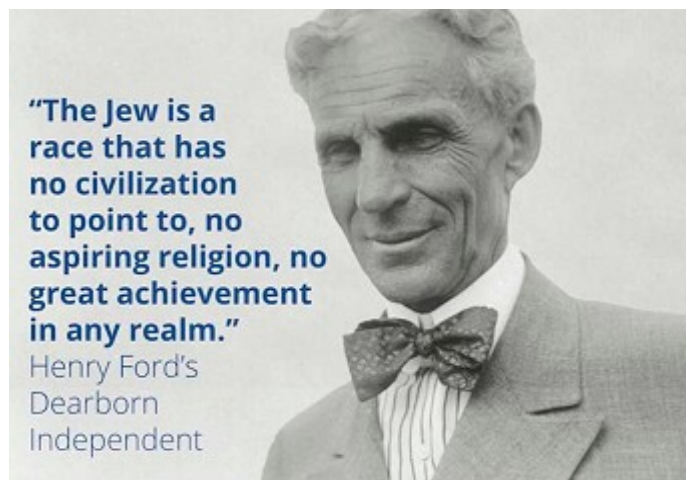 “The Jew is a
race that has
no civilization
to point to, no
aspiring religion, no
great achievement
in any realm.”
Henry Ford’s
Dearborn
Independent